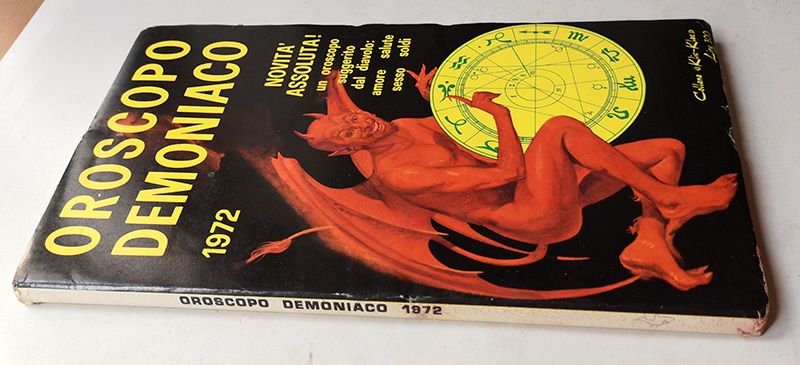 OROSCOPO
DEMONIACO
1972
NOVITA'
ASSOLUTA!
un oroscopo
suggerito
dal diavolo:
amore salute
sesso soldi
Collana
OROSCOPO DEMONIACO 1972